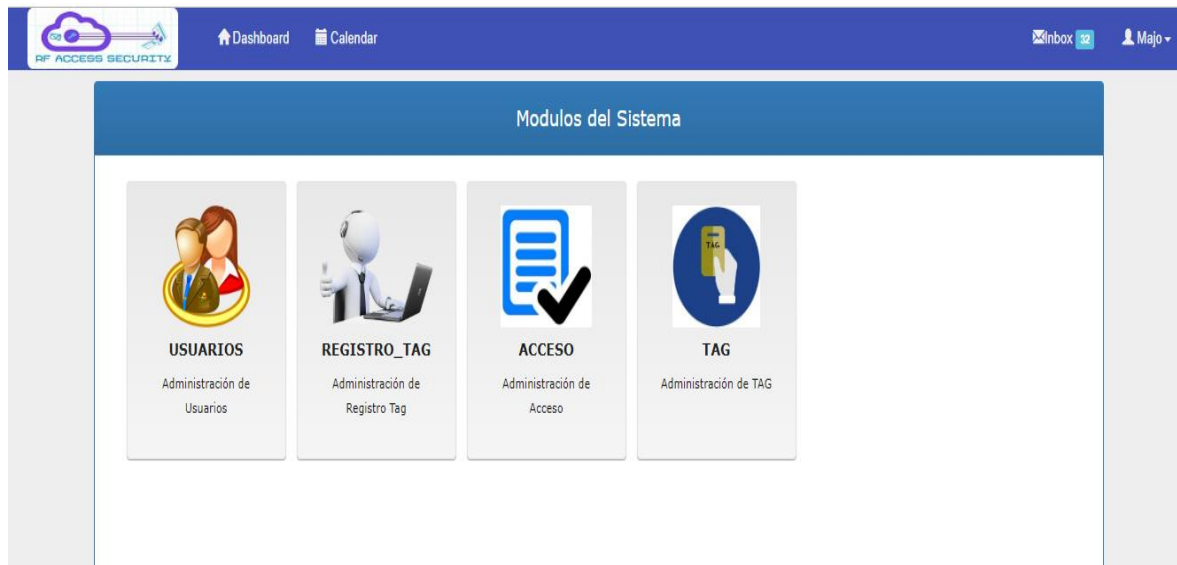 RF ACCESS SECURITY
Dashboard
Calendar
Inbox 32
Majo
Modulos del Sistema
USUARIOS
Administración de
Usuarios
REGISTRO_TAG
Administración de
Registro Tag
ACCESO
Administración de
Acceso
TAG
TAG
Administración de TAG